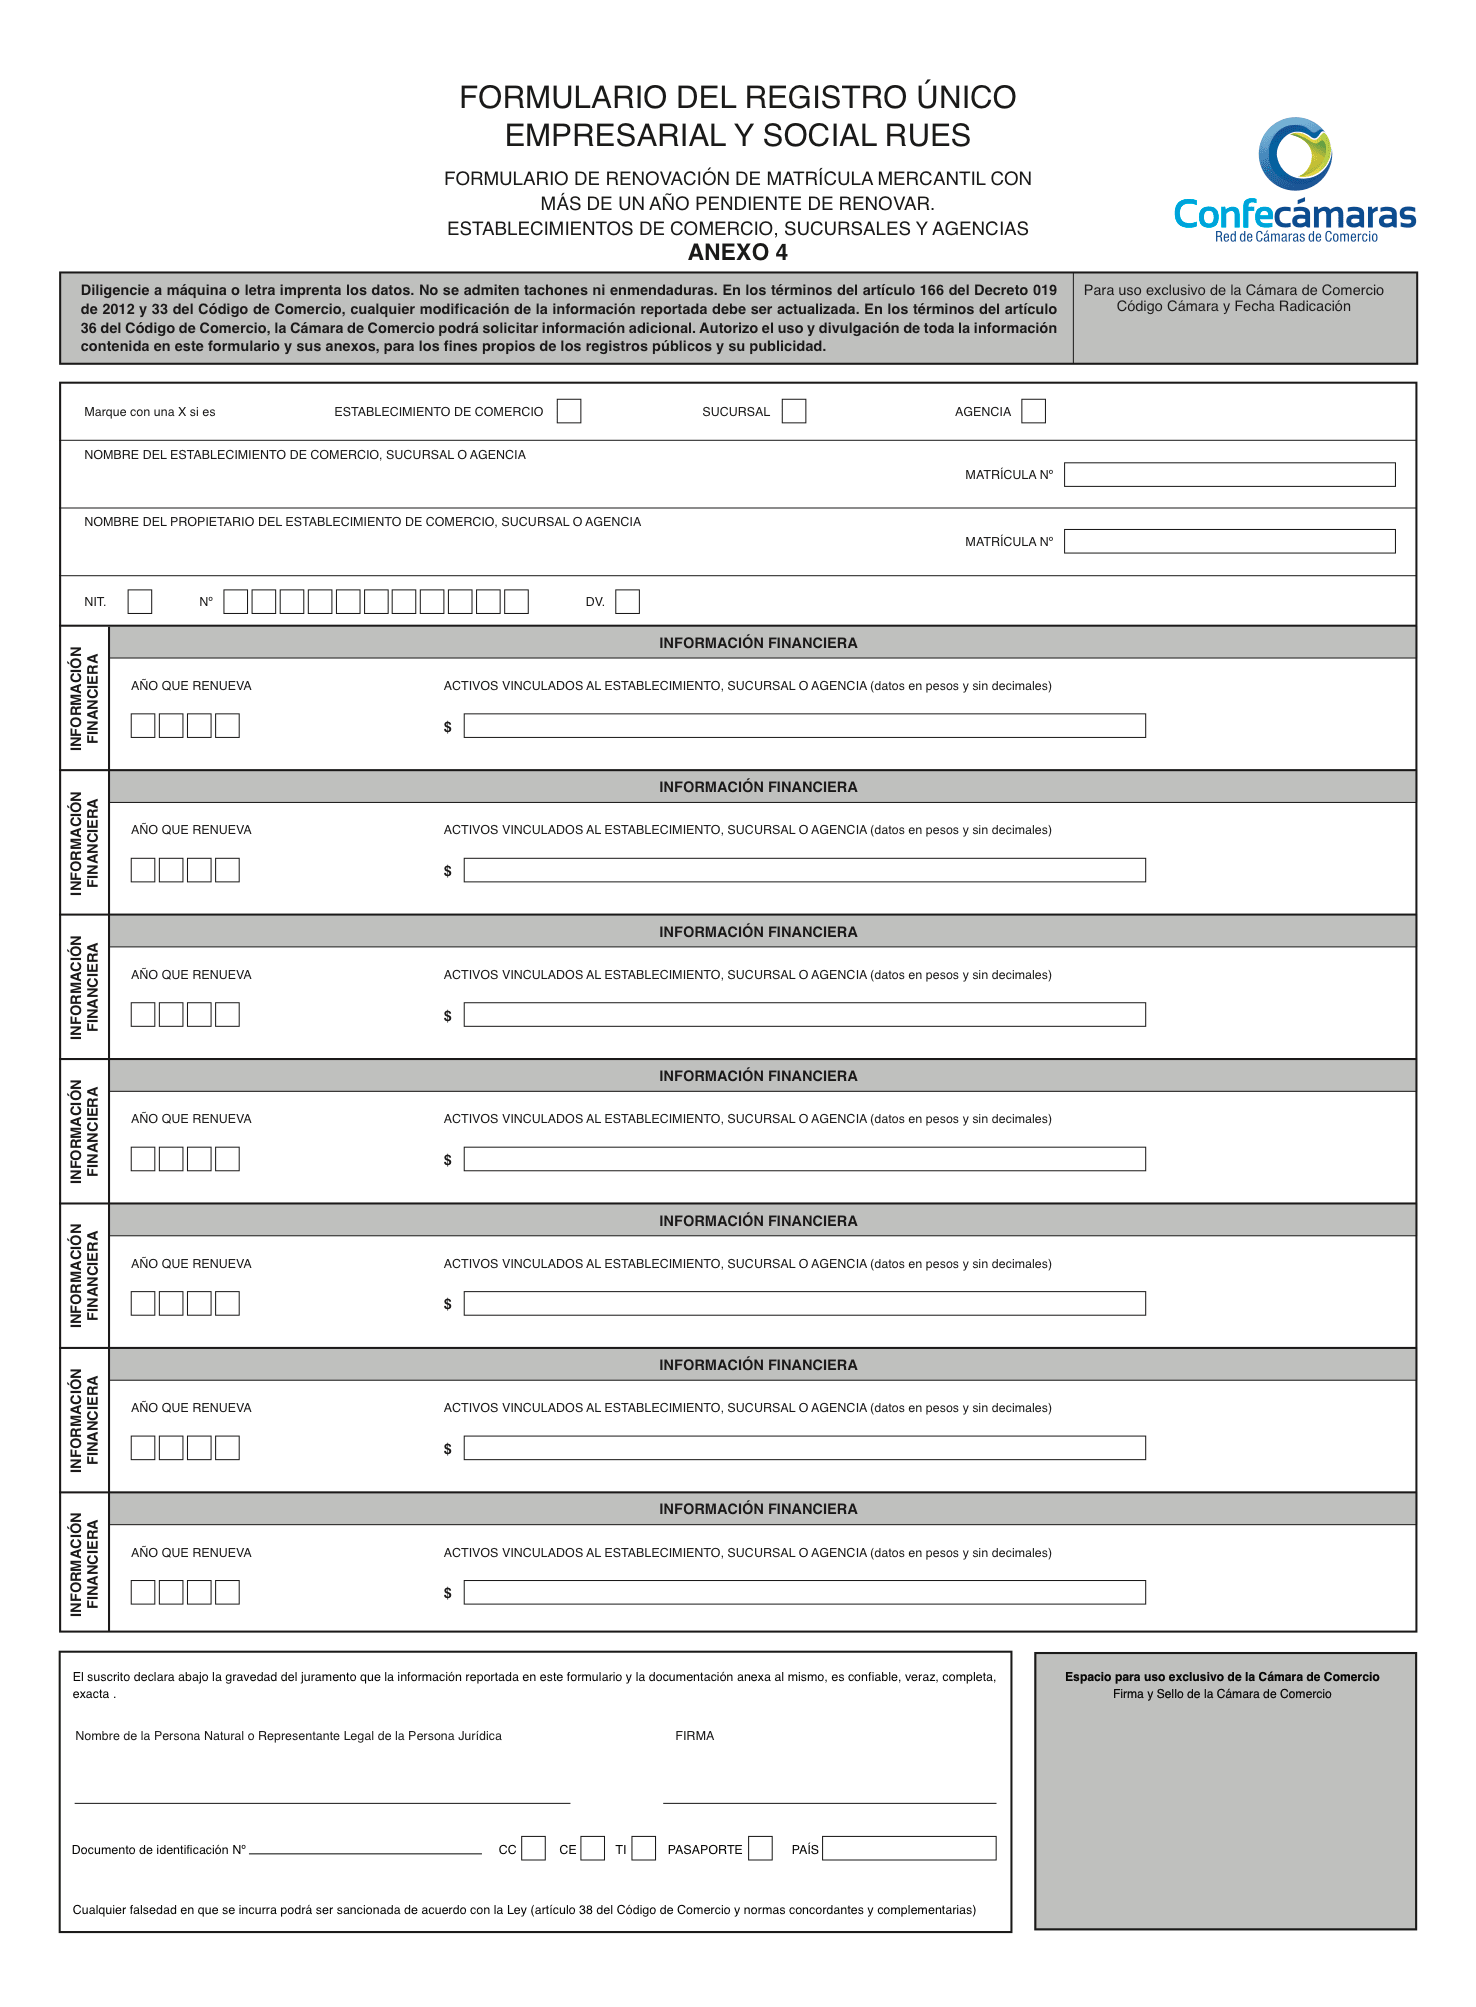 FORMULARIO DEL REGISTRO ÚNICO
EMPRESARIAL Y SOCIAL RUES
FORMULARIO DE RENOVACIÓN DE MATRÍCULA MERCANTIL CON
MÁS DE UN AÑO PENDIENTE DE RENOVAR.
ESTABLECIMIENTOS DE COMERCIO, SUCURSALES Y AGENCIAS
ANEXO 4
Confecámaras
Red de Cámaras de Comercio
Diligencie a máquina o letra imprenta los datos. No se admiten tachones ni enmendaduras. En los términos del artículo 166 del Decreto 019
de 2012 y 33 del Código de Comercio, cualquier modificación de la información reportada debe ser actualizada. En los términos del artículo
36 del Código de Comercio, la Cámara de Comercio podrá solicitar información adicional. Autorizo el uso y divulgación de toda la información
contenida en este formulario y sus anexos, para los fines propios de los registros públicos y su publicidad.
Para uso exclusivo de la Cámara de Comercio
Código Cámara y Fecha Radicación
Marque con una X si es ESTABLECIMIENTO DE COMERCIO SUCURSAL AGENCIA
NOMBRE DEL ESTABLECIMIENTO DE COMERCIO, SUCURSAL O AGENCIA
MATRÍCULA Nº
NOMBRE DEL PROPIETARIO DEL ESTABLECIMIENTO DE COMERCIO, SUCURSAL O AGENCIA
MATRÍCULA Nº
NIT. Nº DV.
INFORMACIÓN
FINANCIERA
INFORMACIÓN FINANCIERA
AÑO QUE RENUEVA ACTIVOS VINCULADOS AL ESTABLECIMIENTO, SUCURSAL O AGENCIA (datos en pesos y sin decimales)
$
INFORMACIÓN
FINANCIERA
INFORMACIÓN FINANCIERA
AÑO QUE RENUEVA ACTIVOS VINCULADOS AL ESTABLECIMIENTO, SUCURSAL O AGENCIA (datos en pesos y sin decimales)
$
INFORMACIÓN
FINANCIERA
INFORMACIÓN FINANCIERA
AÑO QUE RENUEVA ACTIVOS VINCULADOS AL ESTABLECIMIENTO, SUCURSAL O AGENCIA (datos en pesos y sin decimales)
$
INFORMACIÓN
FINANCIERA
INFORMACIÓN FINANCIERA
AÑO QUE RENUEVA ACTIVOS VINCULADOS AL ESTABLECIMIENTO, SUCURSAL O AGENCIA (datos en pesos y sin decimales)
$
INFORMACIÓN
FINANCIERA
INFORMACIÓN FINANCIERA
AÑO QUE RENUEVA ACTIVOS VINCULADOS AL ESTABLECIMIENTO, SUCURSAL O AGENCIA (datos en pesos y sin decimales)
$
INFORMACIÓN
FINANCIERA
INFORMACIÓN FINANCIERA
AÑO QUE RENUEVA ACTIVOS VINCULADOS AL ESTABLECIMIENTO, SUCURSAL O AGENCIA (datos en pesos y sin decimales)
$
INFORMACIÓN
FINANCIERA
INFORMACIÓN FINANCIERA
AÑO QUE RENUEVA ACTIVOS VINCULADOS AL ESTABLECIMIENTO, SUCURSAL O AGENCIA (datos en pesos y sin decimales)
$
El suscrito declara abajo la gravedad del juramento que la información reportada en este formulario y la documentación anexa al mismo, es confiable, veraz, completa,
exacta .
Nombre de la Persona Natural o Representante Legal de la Persona Jurídica FIRMA
Documento de identificación Nº CC CE TI PASAPORTE PAÍS
Cualquier falsedad en que se incurra podrá ser sancionada de acuerdo con la Ley (artículo 38 del Código de Comercio y normas concordantes y complementarias)
Espacio para uso exclusivo de la Cámara de Comercio
Firma y Sello de la Cámara de Comercio